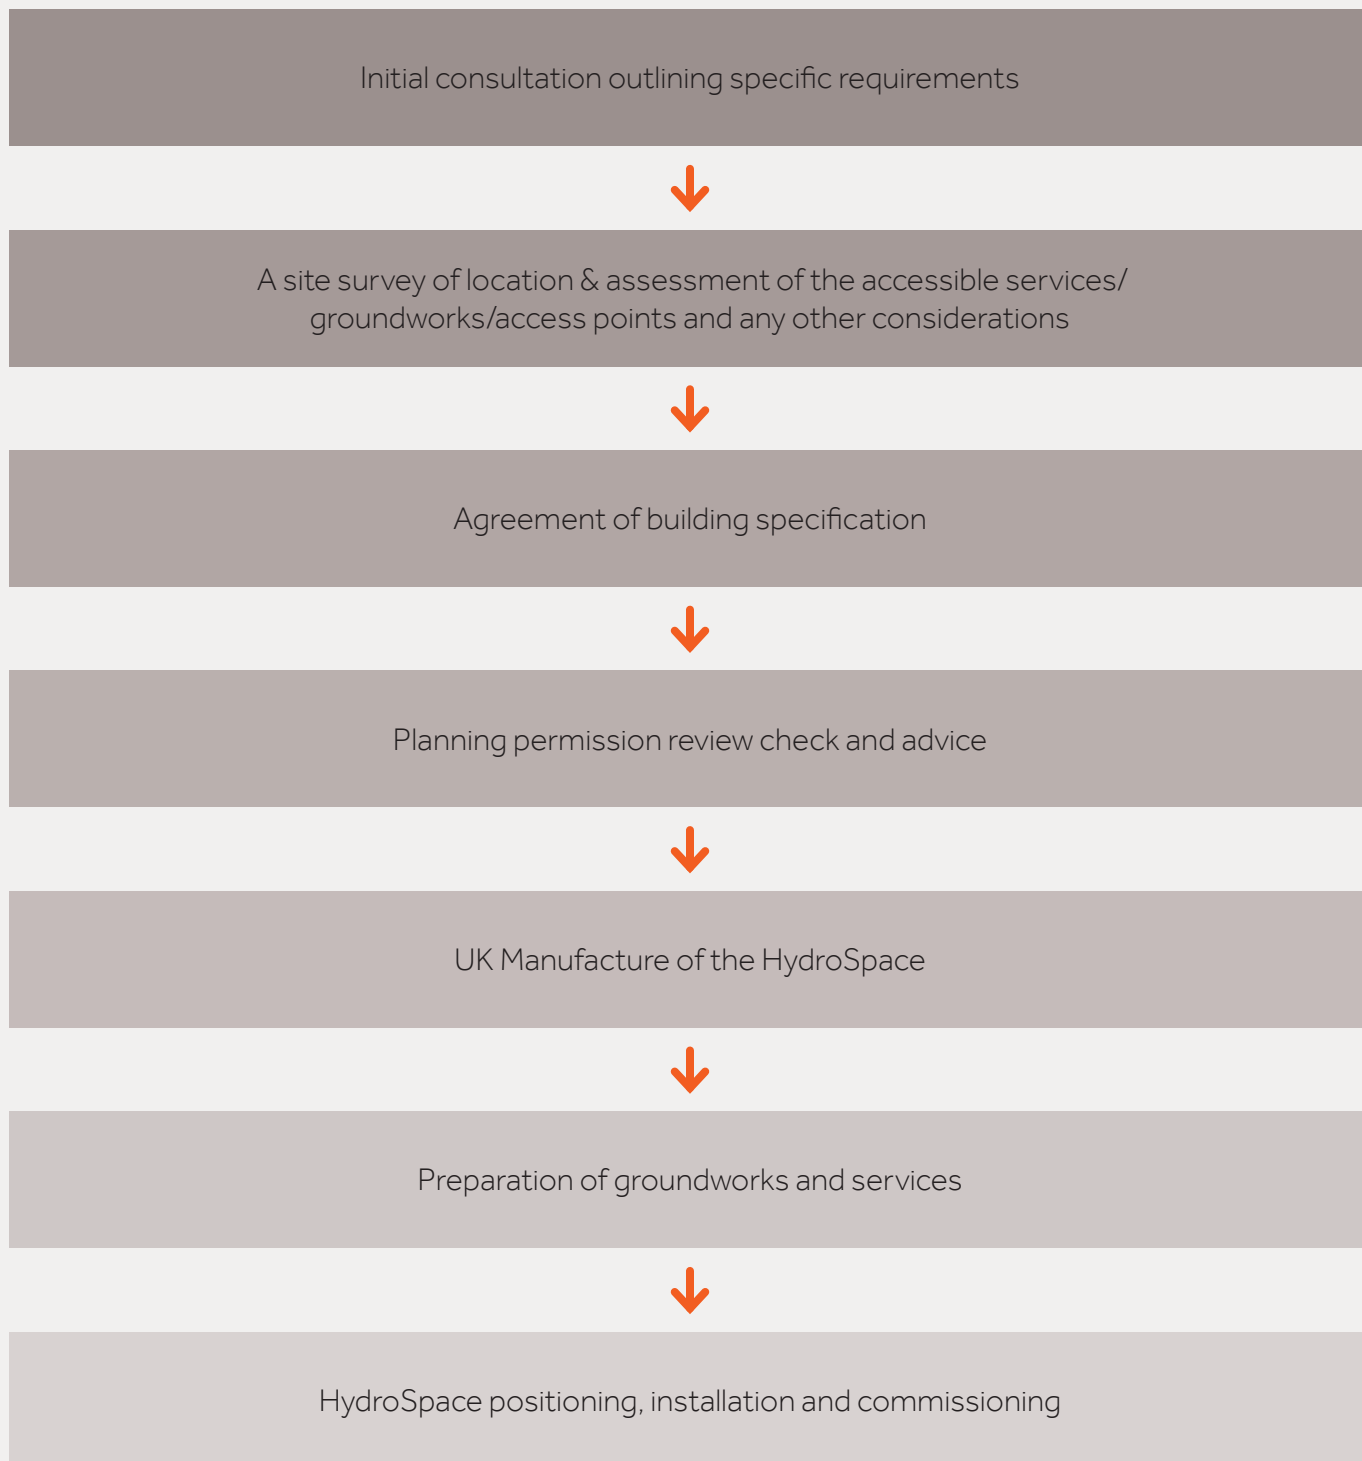 Initial consultation outlining specific requirements
A site survey of location & assessment of the accessible services/
groundworks/access points and any other considerations
Agreement of building specification
Planning permission review check and advice
UK Manufacture of the HydroSpace
Preparation of groundworks and services
HydroSpace positioning, installation and commissioning